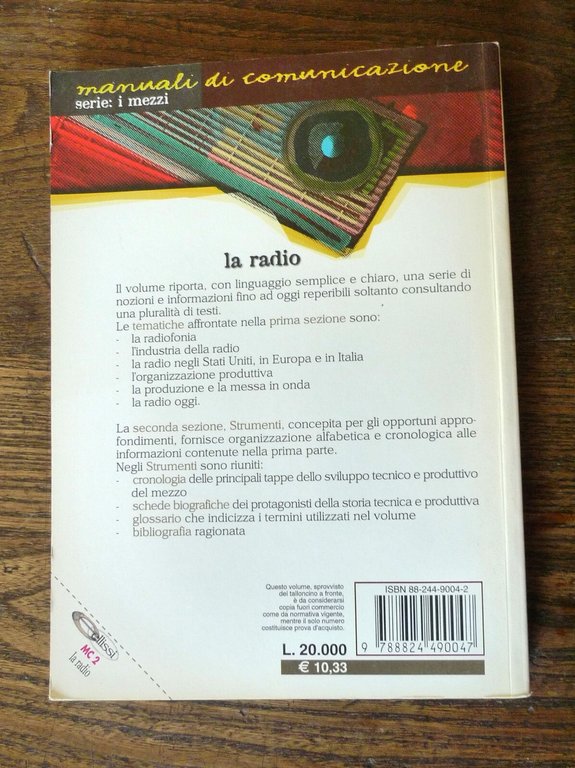 manuali di comunicazione
serie: i mezzi
la radio
Il volume riporta, con linguaggio semplice e chiaro, una serie di
nozioni e informazioni fino ad oggi reperibili soltanto consultando
una pluralità di testi.
Le tematiche affrontate nella prima sezione sono:
- la radiofonia
- l'industria della radio
- la radio negli Stati Uniti, in Europa e in Italia
- l'organizzazione produttiva
- la produzione e la messa in onda
- la radio oggi.
La seconda sezione, Strumenti, concepita per gli opportuni appro-
fondimenti, fornisce organizzazione alfabetica e cronologica alle
informazioni contenute nella prima parte.
Negli Strumenti sono riuniti:
- cronologia delle principali tappe dello sviluppo tecnico e produttivo
del mezzo
- schede biografiche dei protagonisti della storia tecnica e produttiva
- glossario che indicizza i termini utilizzati nel volume
- bibliografia ragionata
Questo volume, sprovvisto
del talloncino a fronte,
è da considerarsi
copia fuori commercio
come da normativa vigente,
mentre il solo numero
costituisce prova d'acquisto.
L. 20.000
€ 10,33
ISBN 88-244-9004-2
9 788824 490047
ellissi
MC 2
la radio